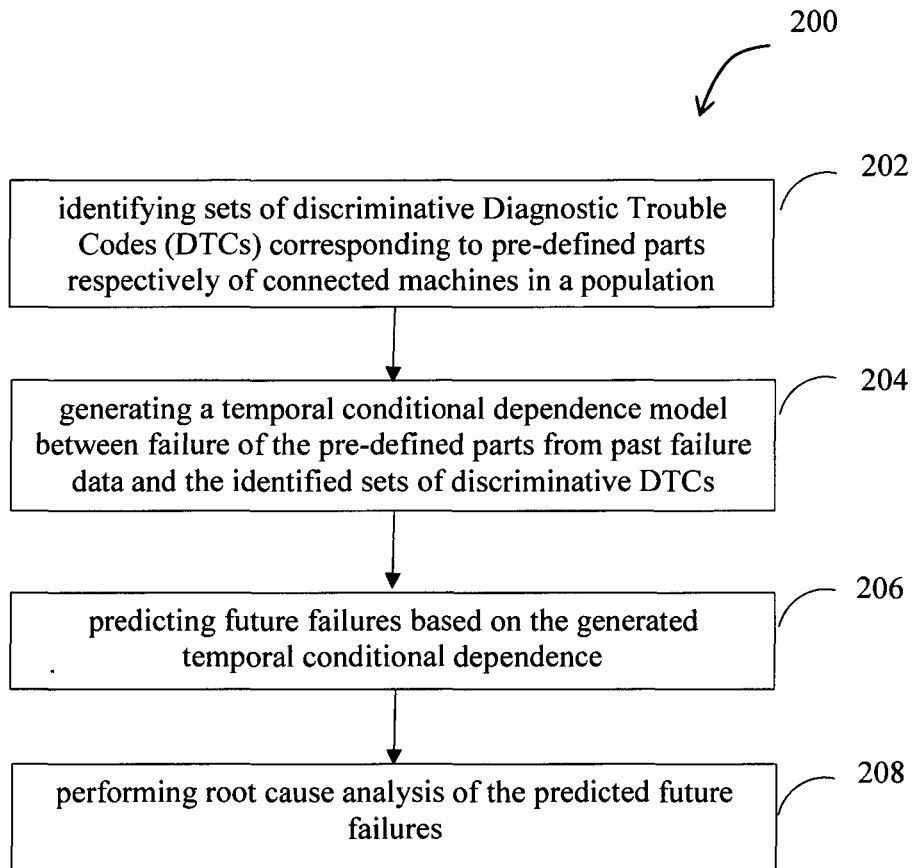 200
202
identifying sets of discriminative Diagnostic Trouble
Codes (DTCs) corresponding to pre-defined parts
respectively of connected machines in a population
204
generating a temporal conditional dependence model
between failure of the pre-defined parts from past failure
data and the identified sets of discriminative DTCs
206
predicting future failures based on the generated
temporal conditional dependence
208
performing root cause analysis of the predicted future
failures